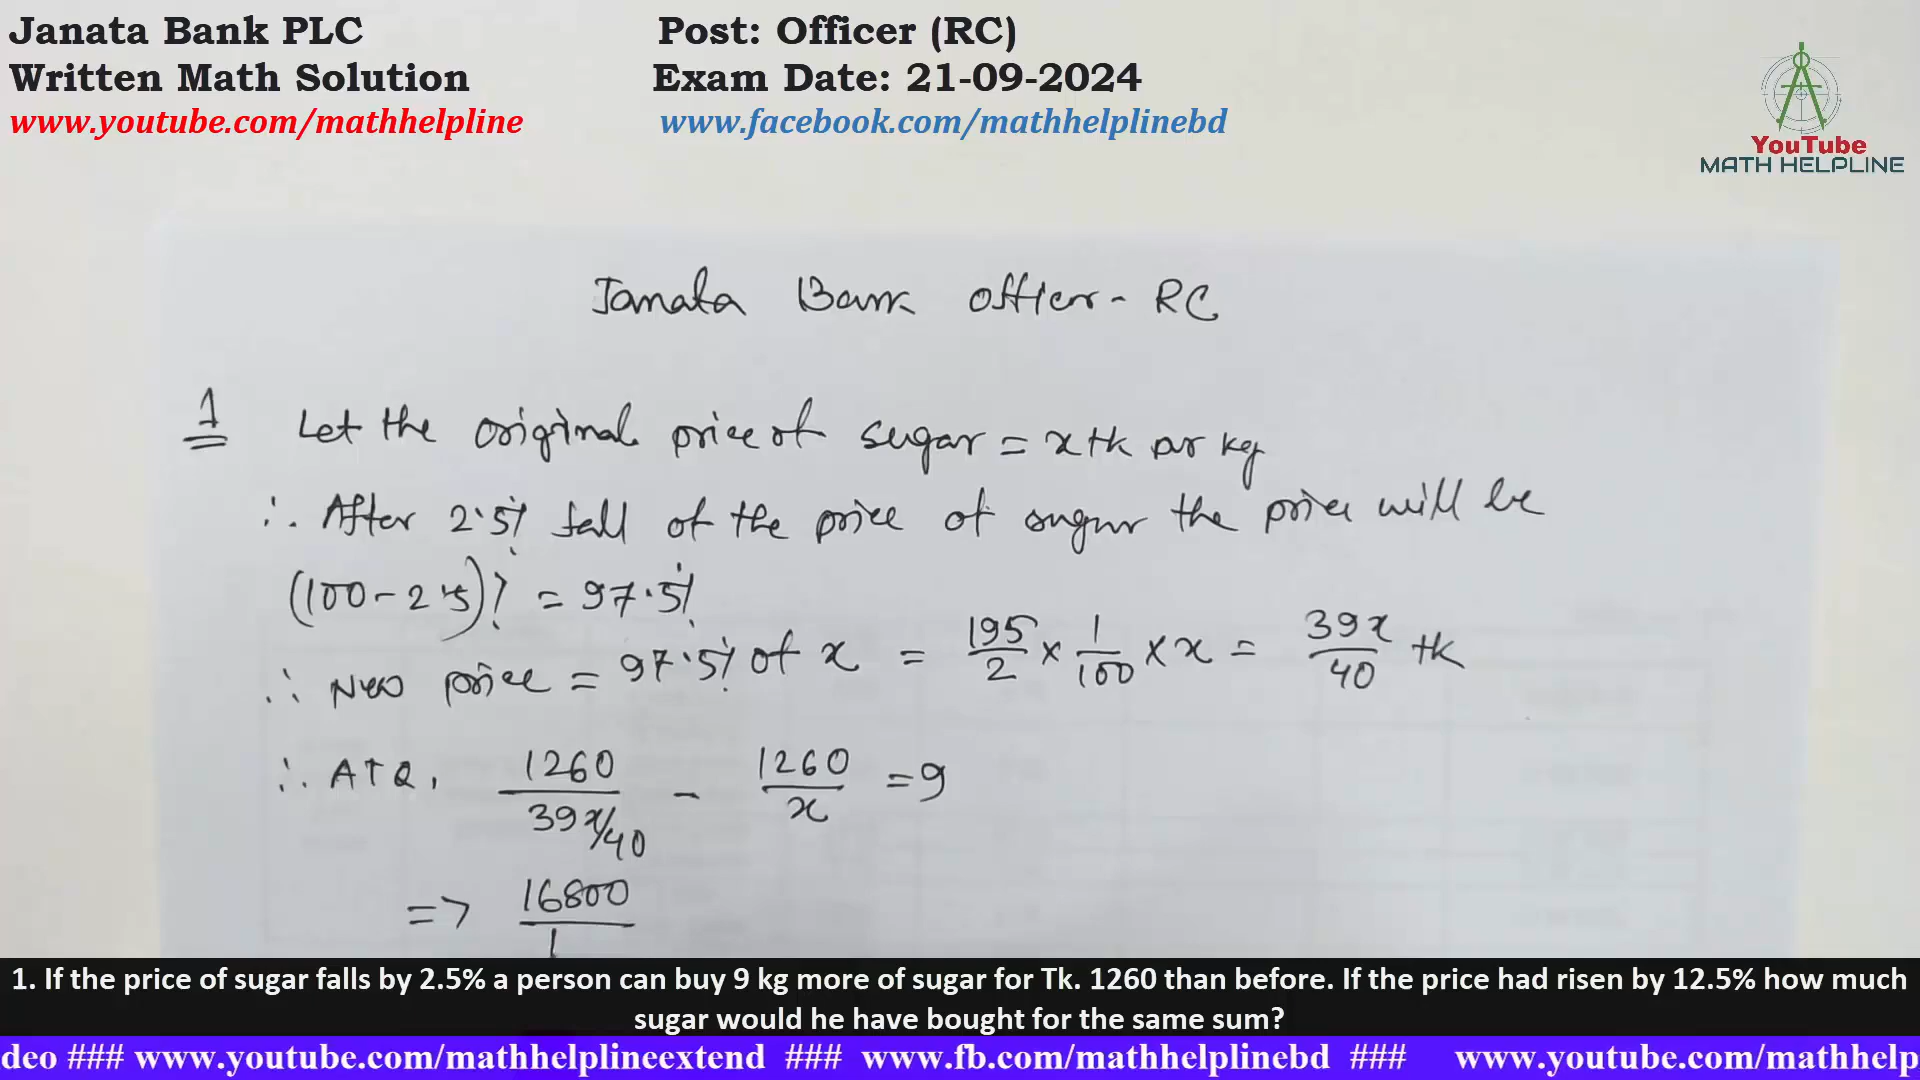 Janata Bank PLC
Post: Officer (RC)
Written Math Solution
Exam Date: 21-09-2024
www.youtube.com/mathhelpline
www.facebook.com/mathhelplinebd
YouTube
MATH HELPLINE
Janata Bank Officer - RC
1 Let the original price of sugar = x tk ar kg
∴ After 2.5% fall of the price of sugar the price will be
(100 - 2.5)% = 97.5%
∴ New price = 97.5% of x = 195/2 × 1/100 × x = 39x/40 tk
∴ ATQ, 1260/(39x/40) - 1260/x = 9
=> 16800
1. If the price of sugar falls by 2.5% a person can buy 9 kg more of sugar for Tk. 1260 than before. If the price had risen by 12.5% how much
sugar would he have bought for the same sum?
deo ### www.youtube.com/mathhelplineextend ### www.fb.com/mathhelplinebd ### www.youtube.com/mathhelp